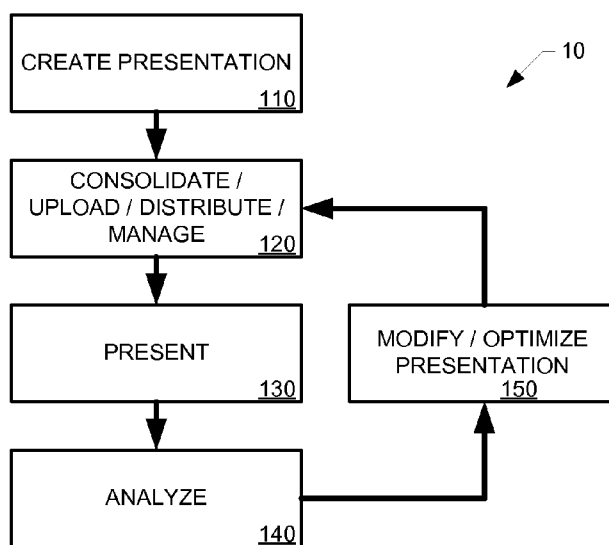 CREATE PRESENTATION
110
10
CONSOLIDATE /
UPLOAD / DISTRIBUTE /
MANAGE
120
PRESENT
130
MODIFY / OPTIMIZE
PRESENTATION
150
ANALYZE
140